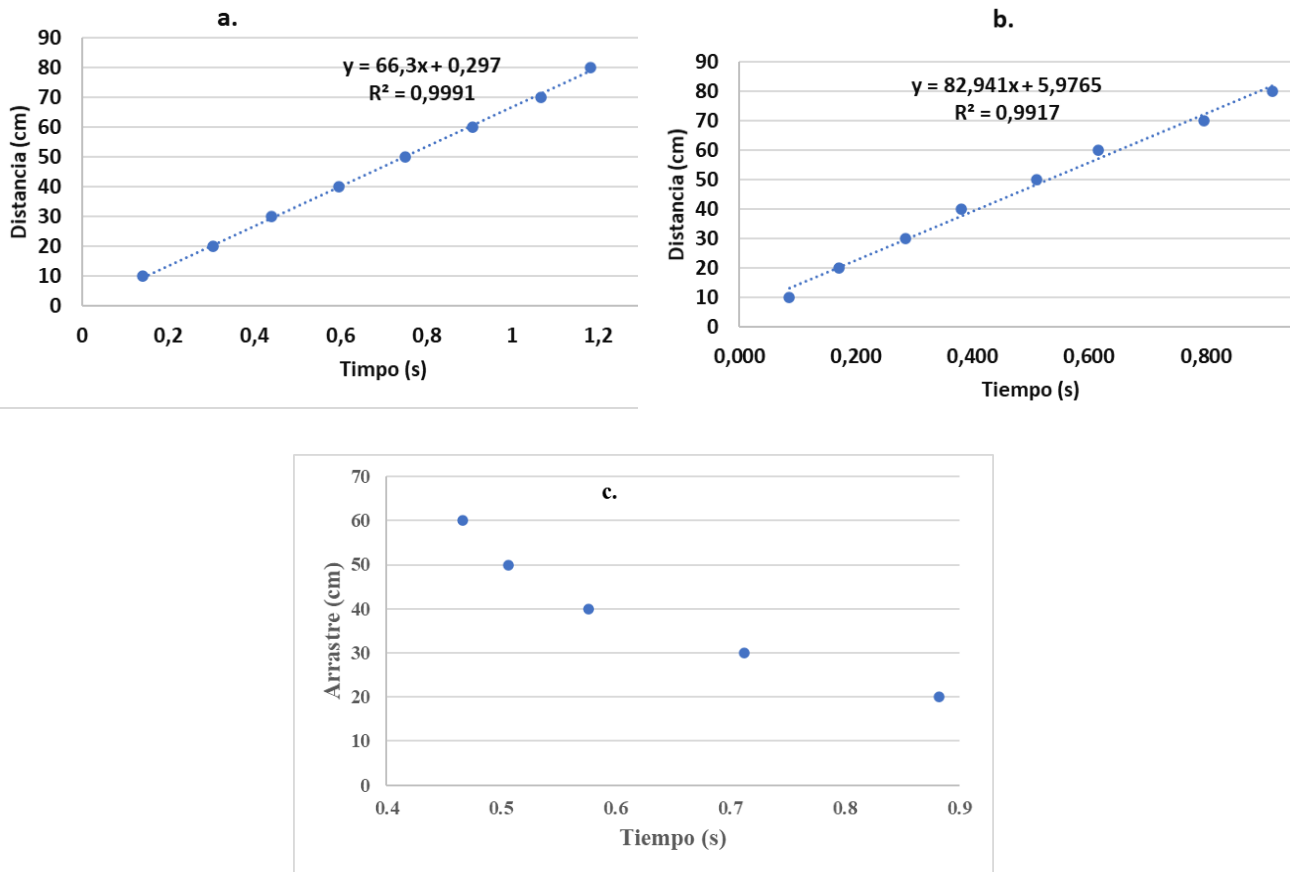 a.
y = 66,3x + 0,297
R² = 0,9991
Distancia (cm)
90
80
70
60
50
40
30
20
10
0
0 0,2 0,4 0,6 0,8 1 1,2
Timpo (s)
b.
y = 82,941x + 5,9765
R² = 0,9917
Distancia (cm)
90
80
70
60
50
40
30
20
10
0
0,000 0,200 0,400 0,600 0,800
Tiempo (s)
c.
Arrastre (cm)
70
60
50
40
30
20
10
0
0.4 0.5 0.6 0.7 0.8 0.9
Tiempo (s)